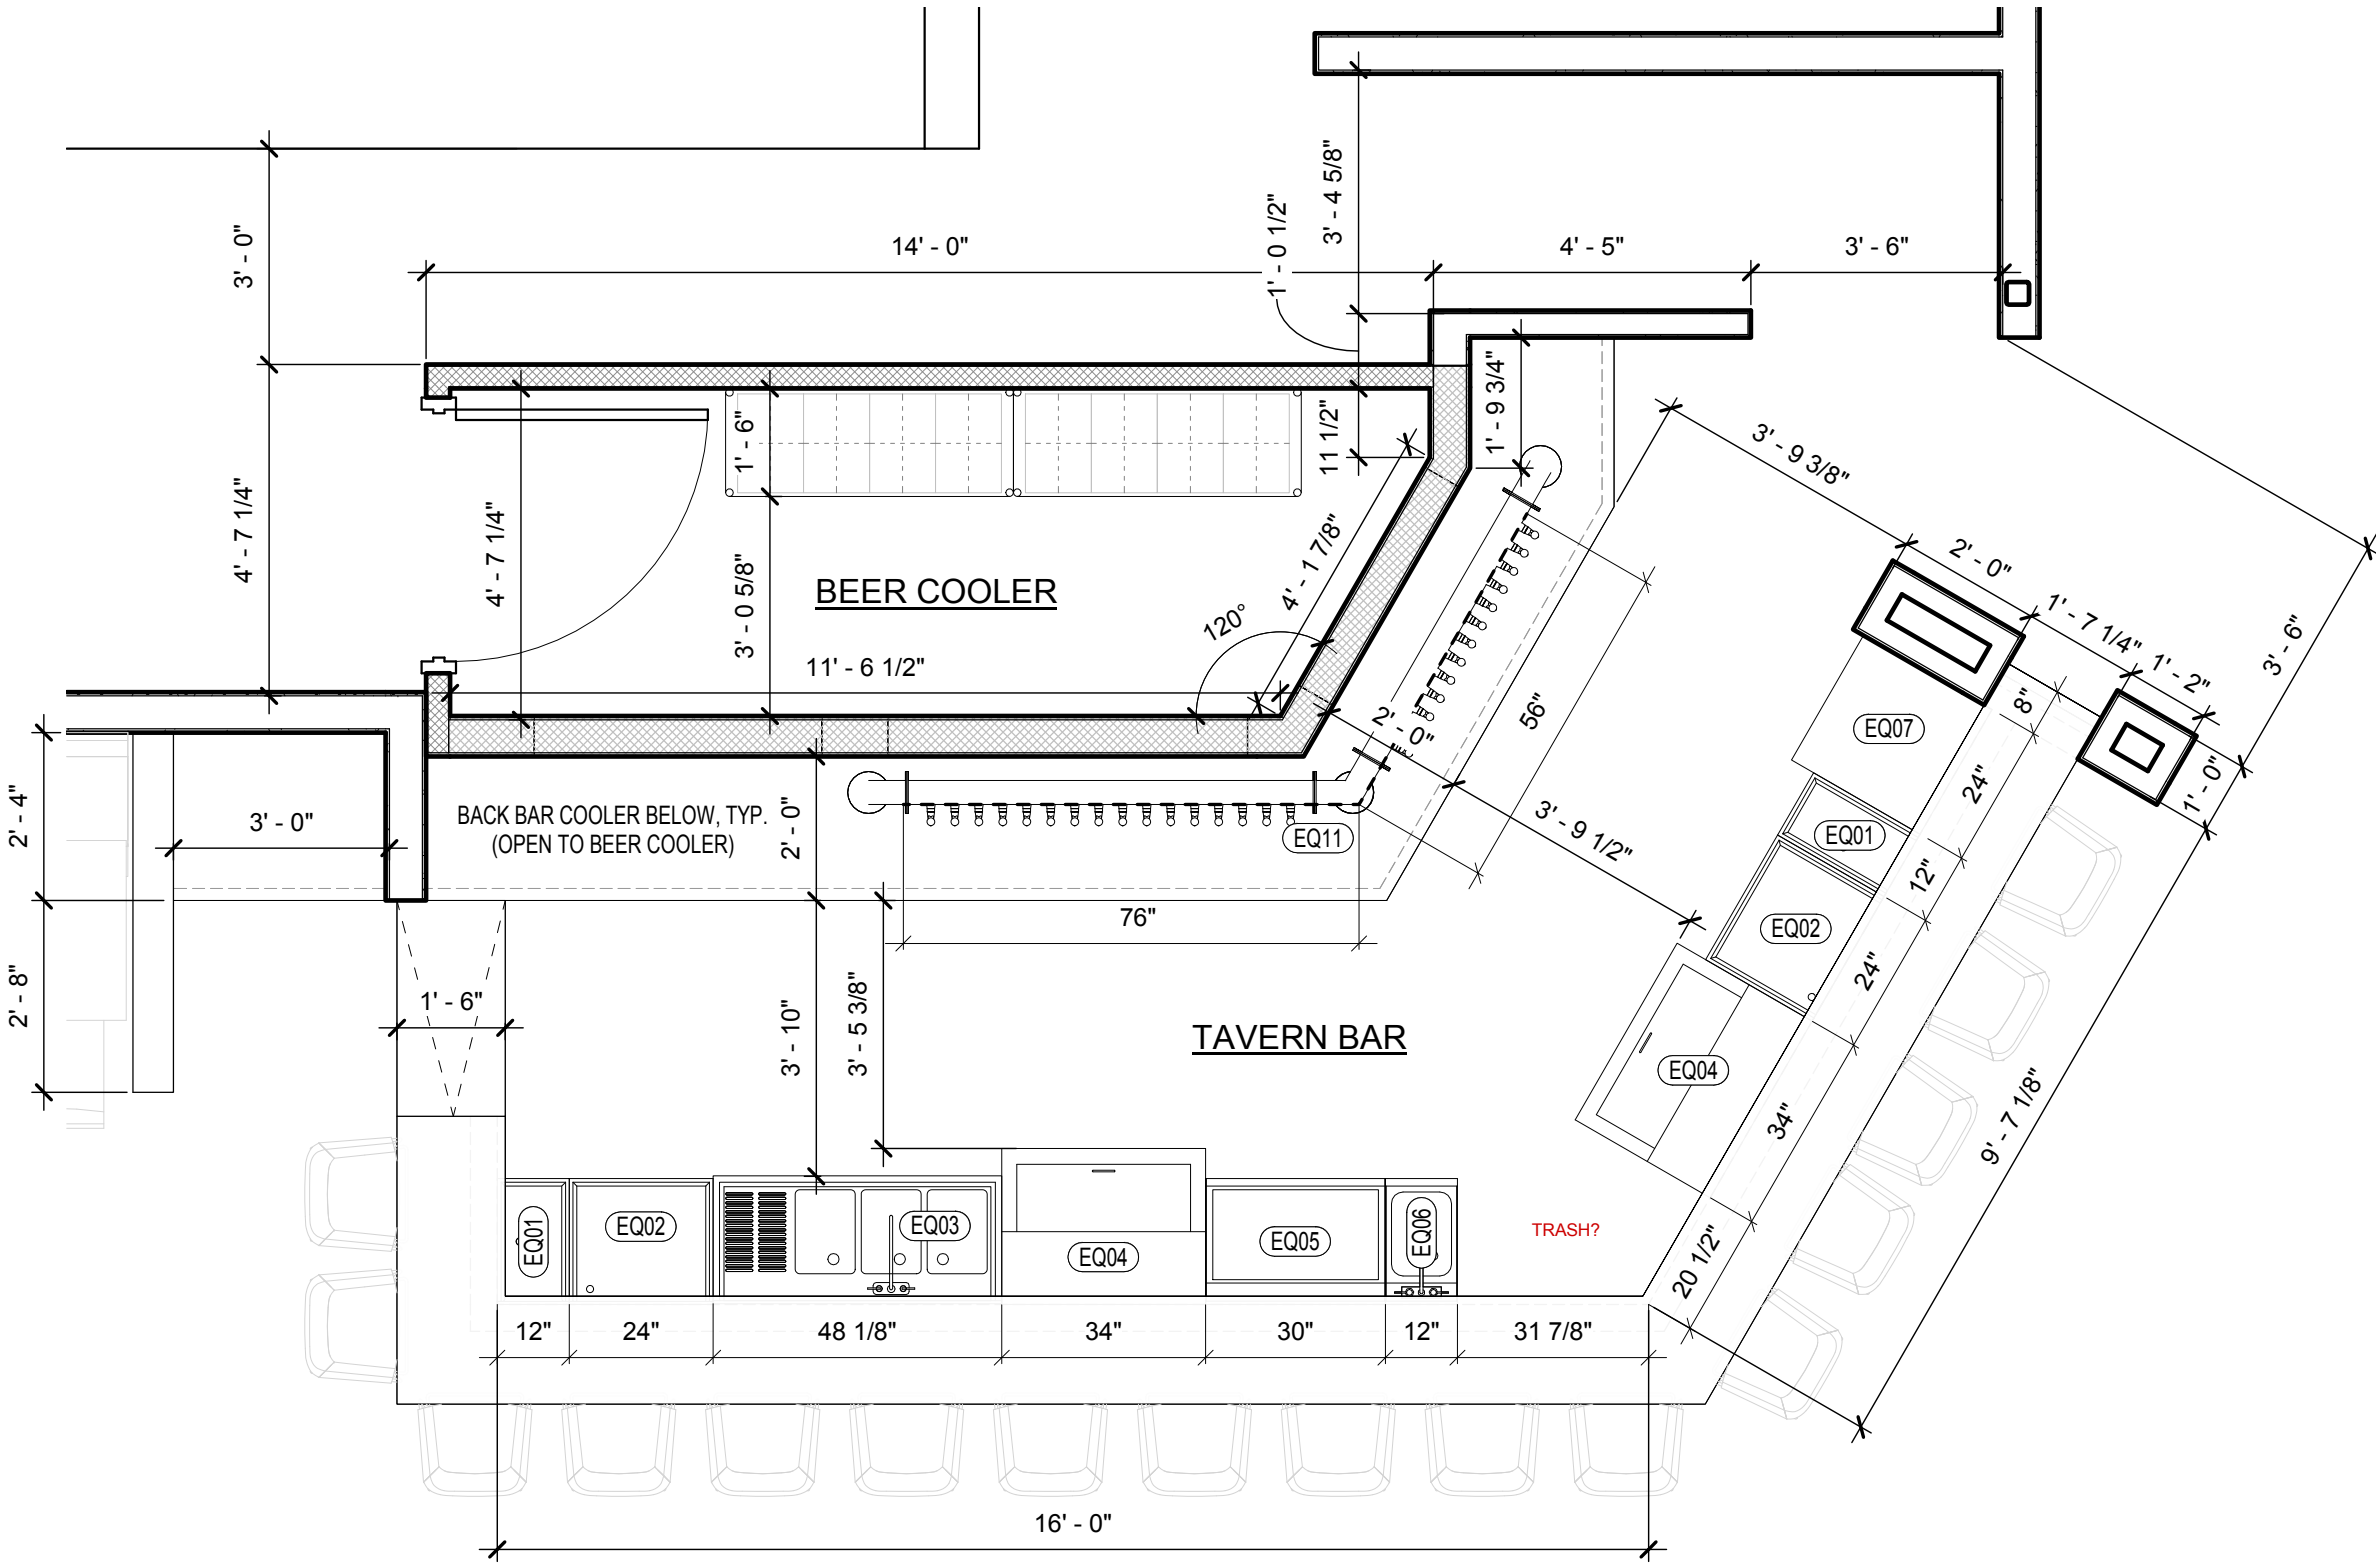 3' - 0"
14' - 0"
1' - 0 1/2"
3' - 4 5/8"
4' - 5"
3' - 6"
4' - 7 1/4"
4' - 7 1/4"
1' - 6"
3' - 0 5/8"
11 1/2"
1' - 9 3/4"
4' - 1 7/8"
120°
BEER COOLER
11' - 6 1/2"
3' - 9 3/8"
2' - 0"
1' - 7 1/4"
1' - 2"
3' - 6"
1' - 0"
8"
EQ07
24"
EQ01
12"
EQ02
24"
EQ04
34"
20 1/2"
9' - 7 1/8"
56"
2' - 0"
3' - 9 1/2"
2' - 4"
3' - 0"
BACK BAR COOLER BELOW, TYP.
(OPEN TO BEER COOLER)
2' - 0"
EQ11
76"
2' - 8"
1' - 6"
3' - 10"
3' - 5 3/8"
TAVERN BAR
EQ01
EQ02
EQ03
EQ04
EQ05
EQ06
TRASH?
12"
24"
48 1/8"
34"
30"
12"
31 7/8"
16' - 0"